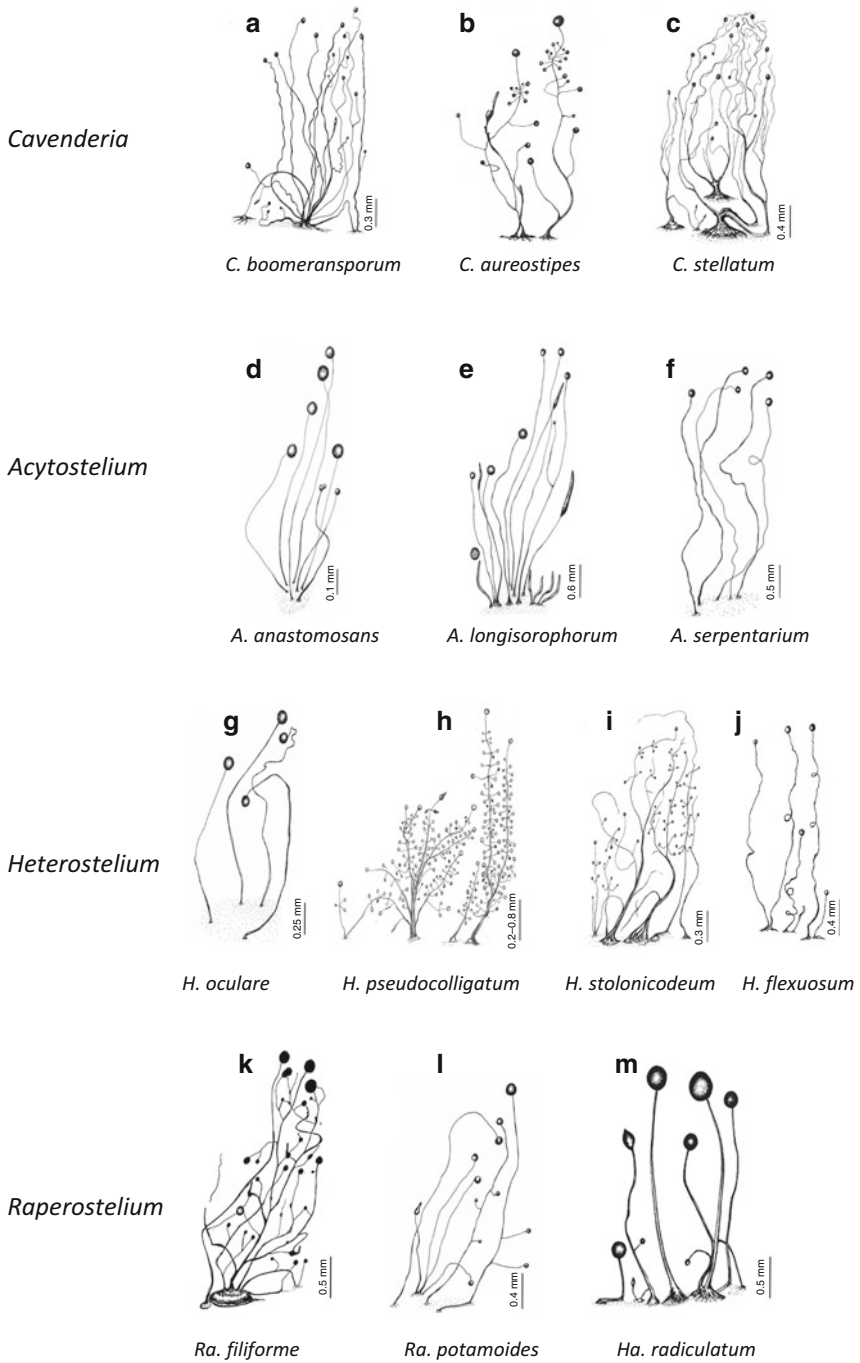 a b c
Cavenderia
0.3 mm 0.4 mm
C. boomeransporum C. aureostipes C. stellatum
d e f
Acytostelium
0.1 mm 0.6 mm 0.5 mm
A. anastomosans A. longisorophorum A. serpentarium
g h i j
Heterostelium
0.25 mm 0.2–0.8 mm 0.3 mm 0.4 mm
H. oculare H. pseudocolligatum H. stolonicodeum H. flexuosum
k l m
Raperostelium
0.5 mm 0.4 mm 0.5 mm
Ra. filiforme Ra. potamoides Ha. radiculatum